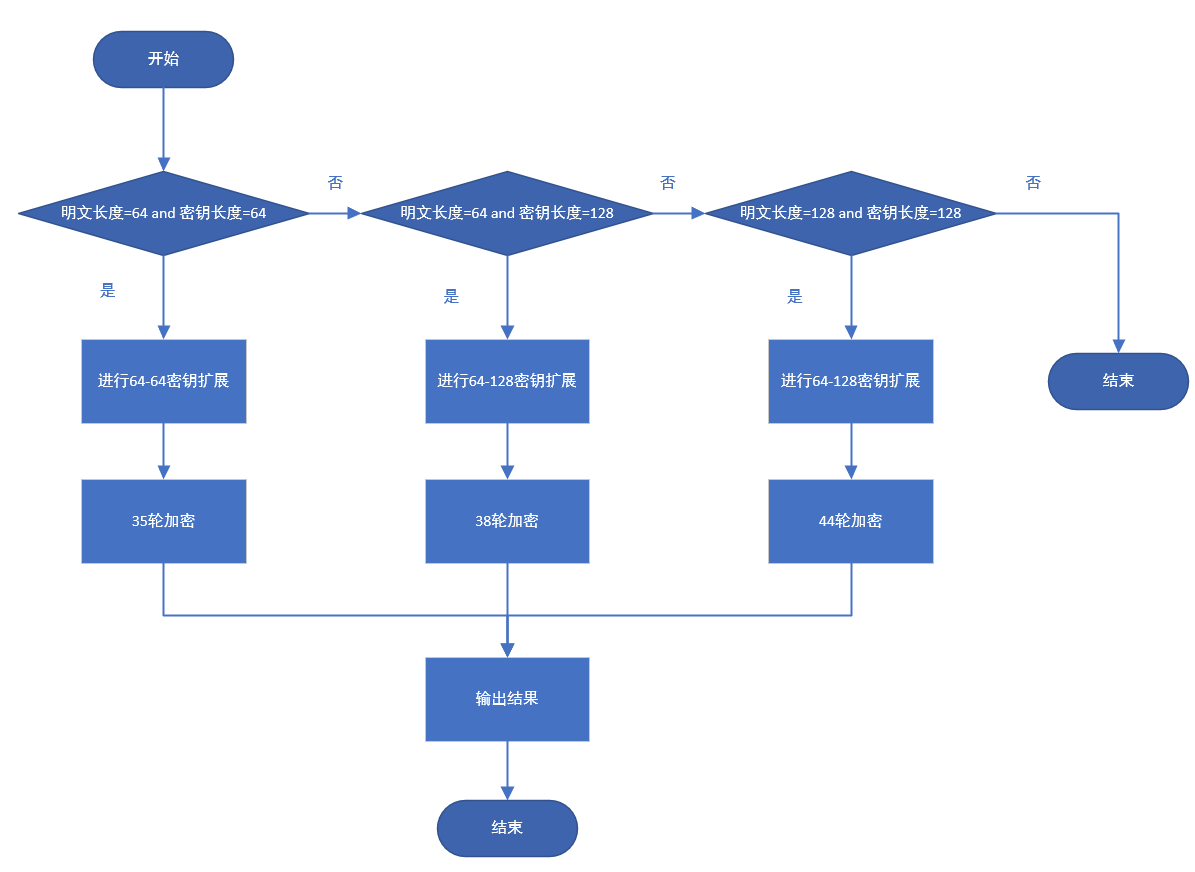 开始
否
否
否
明文长度=64 and 密钥长度=64
明文长度=64 and 密钥长度=128
明文长度=128 and 密钥长度=128
是
是
是
进行64-64密钥扩展
进行64-128密钥扩展
进行64-128密钥扩展
结束
35轮加密
38轮加密
44轮加密
输出结果
结束